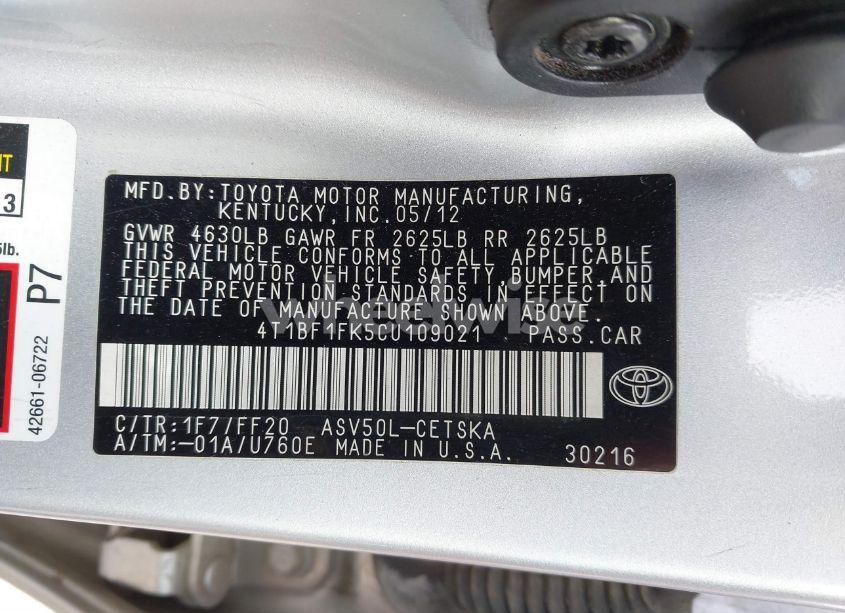 MFD.BY:TOYOTA MOTOR MANUFACTURING,
KENTUCKY,INC.05/12
GVWR 4630LB GAWR FR 2625LB RR 2625LB
THIS VEHICLE CONFORMS TO ALL APPLICABLE
FEDERAL MOTOR VEHICLE SAFETY,BUMPER,AND
THEFT PREVENTION STANDARDS IN EFFECT ON
THE DATE OF MANUFACTURE SHOWN ABOVE.
4T1BF1FK5CU109021 PASS.CAR
C/TR:1F7/FF20 ASV50L-CETSKA
A/TM:-01A/U760E MADE IN U.S.A. 30216
3
lb.
P7
42661-06722
wheelwise